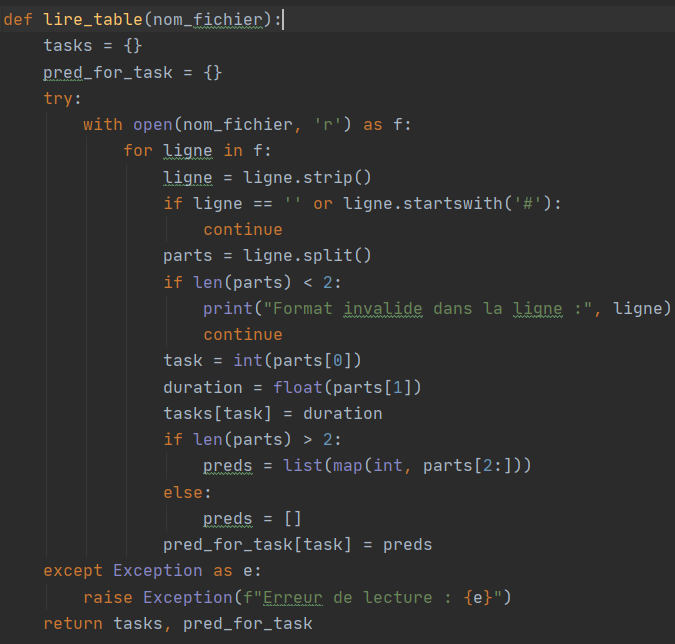 def lire_table(nom_fichier):
    tasks = {}
    pred_for_task = {}
    try:
        with open(nom_fichier, 'r') as f:
            for ligne in f:
                ligne = ligne.strip()
                if ligne == '' or ligne.startswith('#'):
                    continue
                parts = ligne.split()
                if len(parts) < 2:
                    print("Format invalide dans la ligne :", ligne)
                    continue
                task = int(parts[0])
                duration = float(parts[1])
                tasks[task] = duration
                if len(parts) > 2:
                    preds = list(map(int, parts[2:]))
                else:
                    preds = []
                pred_for_task[task] = preds
    except Exception as e:
        raise Exception(f"Erreur de lecture : {e}")
    return tasks, pred_for_task